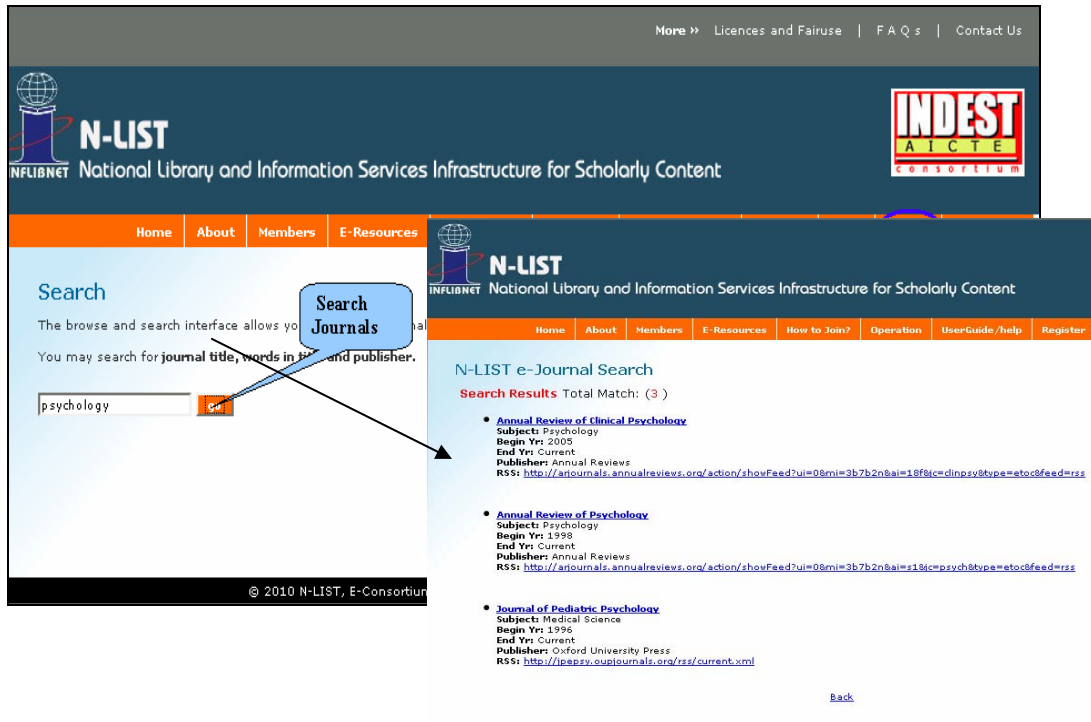 More » Licences and Fairuse | F A Q s | Contact Us
N-LIST
INFLIBNET National Library and Information Services Infrastructure for Scholarly Content
INDEST
AICTE
consortium
Home About Members E-Resources
Search
The browse and search interface allows
You may search for journal title, words in and publisher.
psychology
Search
Journals
© 2010 N-LIST,
N-LIST
INFLIBNET National Library and Information Services Infrastructure for Scholarly Content
Home About Members E-Resources How to Join? Operation UserGuide/help Register
N-LIST e-Journal Search
Search Results Total Match: (3 )
Annual Review of Clinical Psychology
Subject: Psychology
Begin Yr: 2005
End Yr: Current
Publisher: Annual Reviews
RSS: http://arjournals.annualreviews.org/action/showFeed?ui=0&mi=3b7b2n&ai=18f&jc=clinpsy&type=etoc&feed=rss
Annual Review of Psychology
Subject: Psychology
Begin Yr: 1998
End Yr: Current
Publisher: Annual Reviews
RSS: http://arjournals.annualreviews.org/action/showFeed?ui=0&mi=3b7b2n&ai=s1&jc=psych&type=etoc&feed=rss
Journal of Pediatric Psychology
Subject: Medical Science
Begin Yr: 1996
End Yr: Current
Publisher: Oxford University Press
RSS: http://jpepsy.oupjournals.org/rss/current.xml
Back